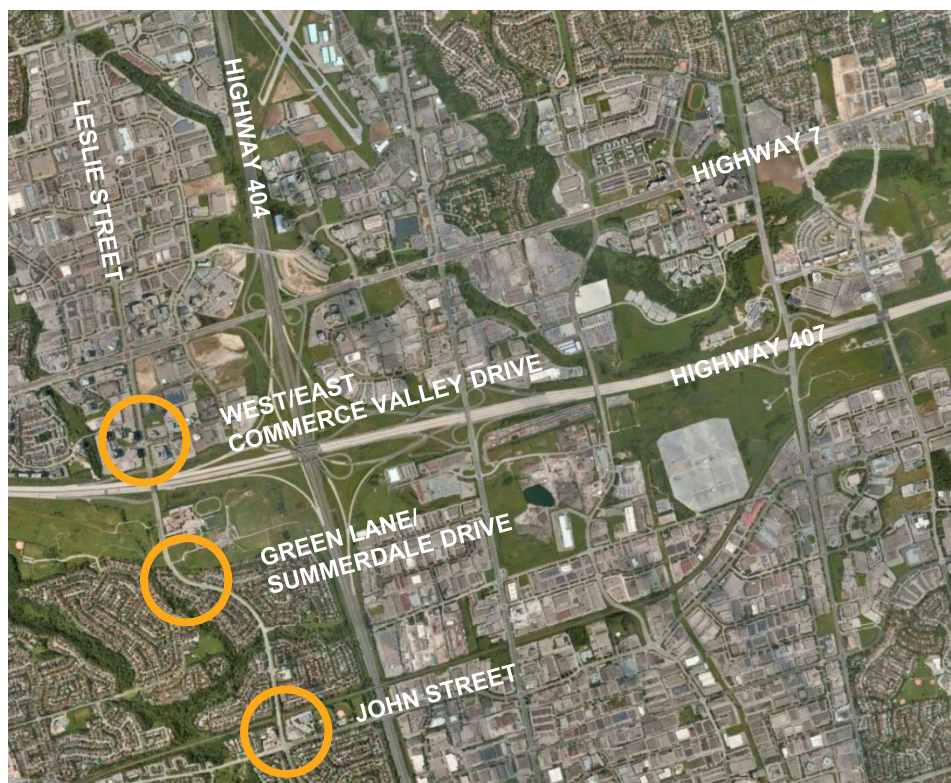 LESLIE STREET
HIGHWAY 404
HIGHWAY 7
HIGHWAY 407
WEST/EAST
COMMERCE VALLEY DRIVE
GREEN LANE/
SUMMERDALE DRIVE
JOHN STREET